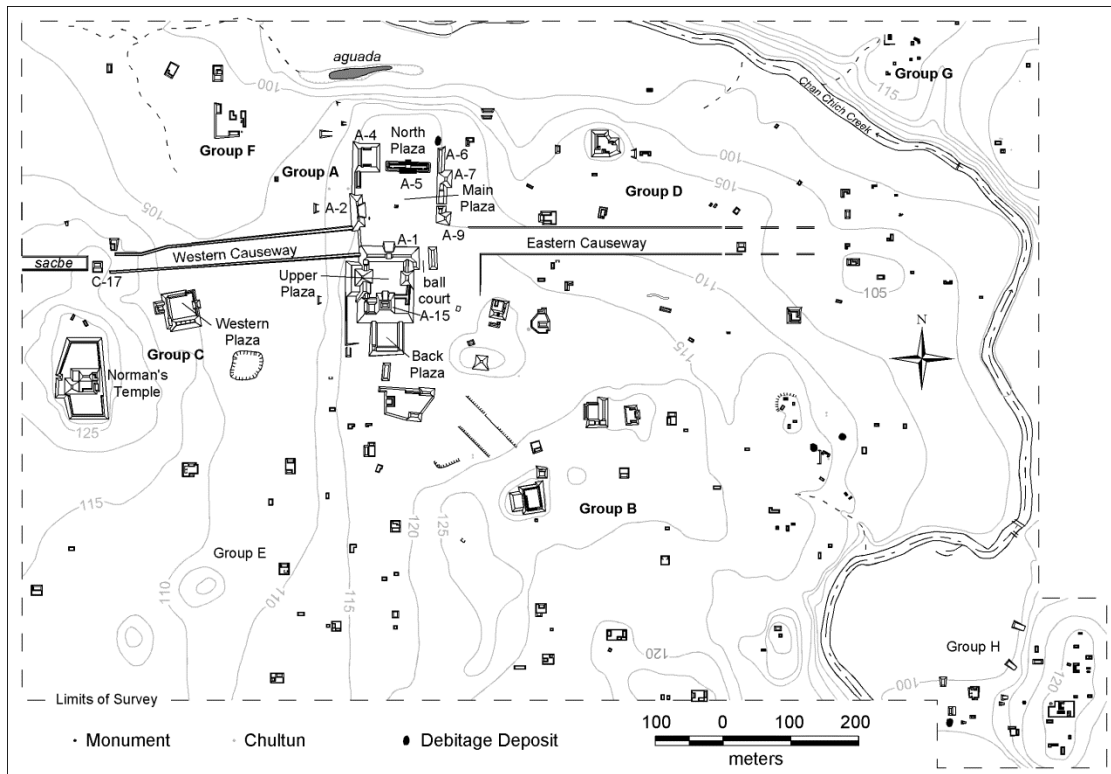 aguada
Group G
115
Chan Chich Creek
100
North
Plaza
A-4
A-6
A-7
A-5
Group F
Group A
Main
Plaza
Group D
100
105
105
A-2
A-9
A-1
Western Causeway
Eastern Causeway
sacbe
C-17
Upper
Plaza
ball
court
A-15
110
105
Western
Plaza
Group C
Back
Plaza
115
N
Norman's
Temple
125
115
120
125
Group B
Group E
110
110
115
120
Group H
100
120
Limits of Survey
Monument
Chultun
Debitage Deposit
100 0 100 200
meters